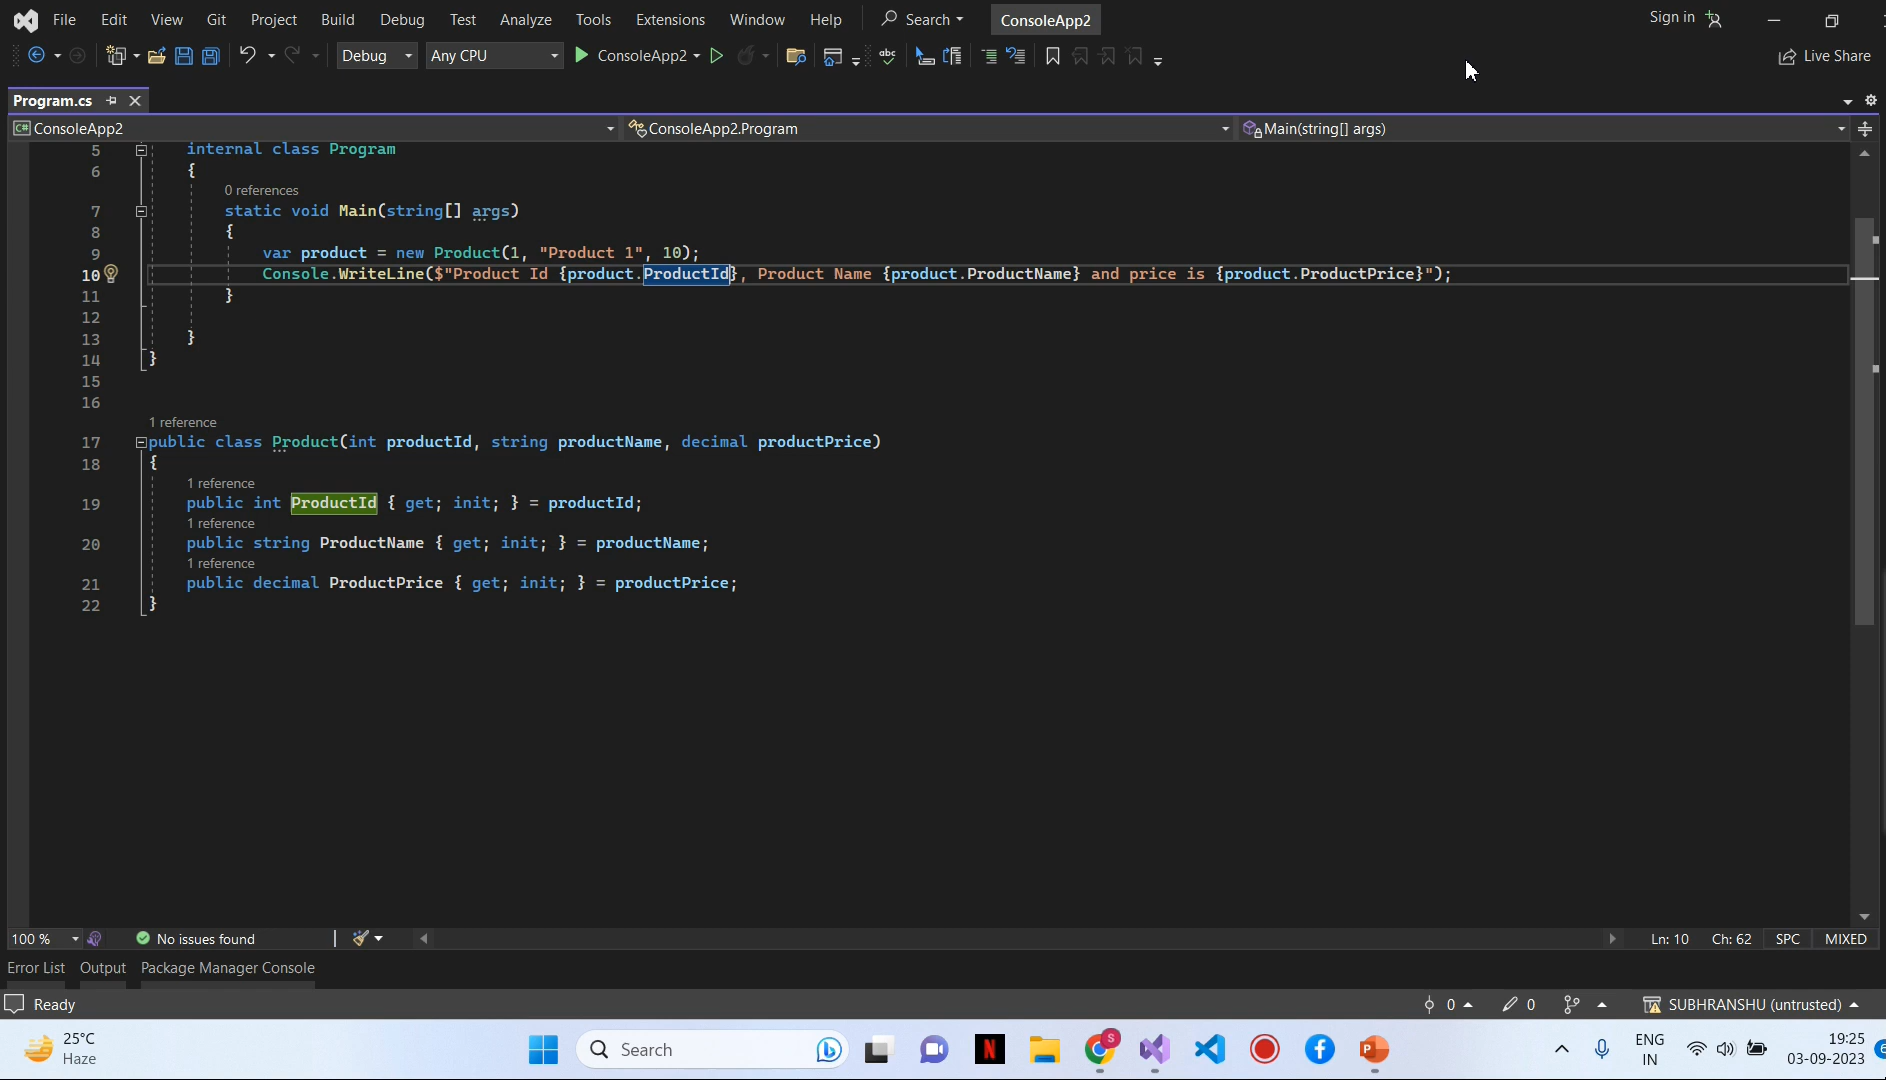 File Edit View Git Project Build Debug Test Analyze Tools Extensions Window Help Search ConsoleApp2 Sign in
Debug Any CPU ConsoleApp2 abc Live Share
Program.cs
C# ConsoleApp2 ConsoleApp2.Program Main(string[] args)
5 internal class Program
6 {
0 references
7 static void Main(string[] args)
8 {
9 var product = new Product(1, "Product 1", 10);
10 Console.WriteLine($"Product Id {product.ProductId}, Product Name {product.ProductName} and price is {product.ProductPrice}");
11 }
12
13 }
14 }
15
16
1 reference
17 public class Product(int productId, string productName, decimal productPrice)
18 {
1 reference
19 public int ProductId { get; init; } = productId;
1 reference
20 public string ProductName { get; init; } = productName;
1 reference
21 public decimal ProductPrice { get; init; } = productPrice;
22 }
100 % No issues found Ln: 10 Ch: 62 SPC MIXED
Error List Output Package Manager Console
Ready 0 0 SUBHRANSHU (untrusted)
25°C
Haze
Search
N
S
P
ENG
IN
19:25
03-09-2023
6